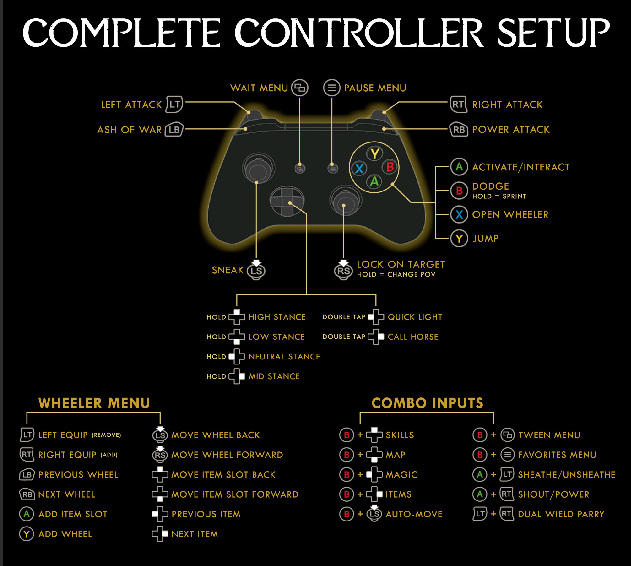 COMPLETE CONTROLLER SETUP
WAIT MENU
PAUSE MENU
LEFT ATTACK LT
RT RIGHT ATTACK
ASH OF WAR LB
RB POWER ATTACK
Y
X B
A
A ACTIVATE/INTERACT
B DODGE
HOLD = SPRINT
X OPEN WHEELER
Y JUMP
SNEAK LS
RS LOCK ON TARGET
HOLD = CHANGE POV
HOLD HIGH STANCE
DOUBLE TAP QUICK LIGHT
HOLD LOW STANCE
DOUBLE TAP CALL HORSE
HOLD NEUTRAL STANCE
HOLD MID STANCE
WHEELER MENU
LT LEFT EQUIP (REMOVE)
RT RIGHT EQUIP (ADD)
LB PREVIOUS WHEEL
RB NEXT WHEEL
A ADD ITEM SLOT
Y ADD WHEEL
LS MOVE WHEEL BACK
RS MOVE WHEEL FORWARD
MOVE ITEM SLOT BACK
MOVE ITEM SLOT FORWARD
PREVIOUS ITEM
NEXT ITEM
COMBO INPUTS
B + SKILLS
B + MAP
B + MAGIC
B + ITEMS
B + LS AUTO-MOVE
B + TWEEN MENU
B + FAVORITES MENU
A + LT SHEATHE/UNSHEATHE
A + RT SHOUT/POWER
LT + RT DUAL WIELD PARRY